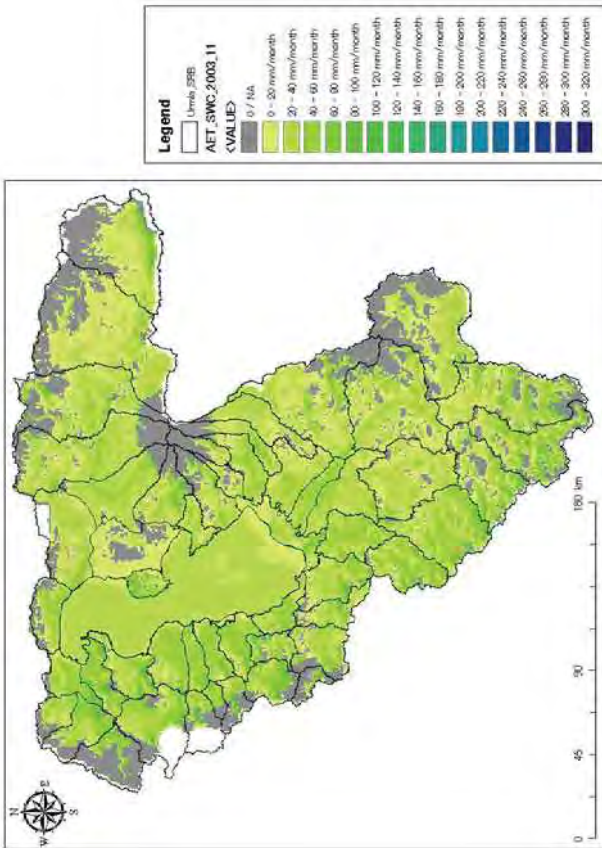 Legend
Urmia_SRB
AET_SWC_2003_11
<VALUE>
0 / NA
0 - 20 mm/month
20 - 40 mm/month
40 - 60 mm/month
60 - 80 mm/month
80 - 100 mm/month
100 - 120 mm/month
120 - 140 mm/month
140 - 160 mm/month
160 - 180 mm/month
180 - 200 mm/month
200 - 220 mm/month
220 - 240 mm/month
240 - 260 mm/month
260 - 280 mm/month
280 - 300 mm/month
300 - 320 mm/month
N
W E
S
0 45 90 180 km